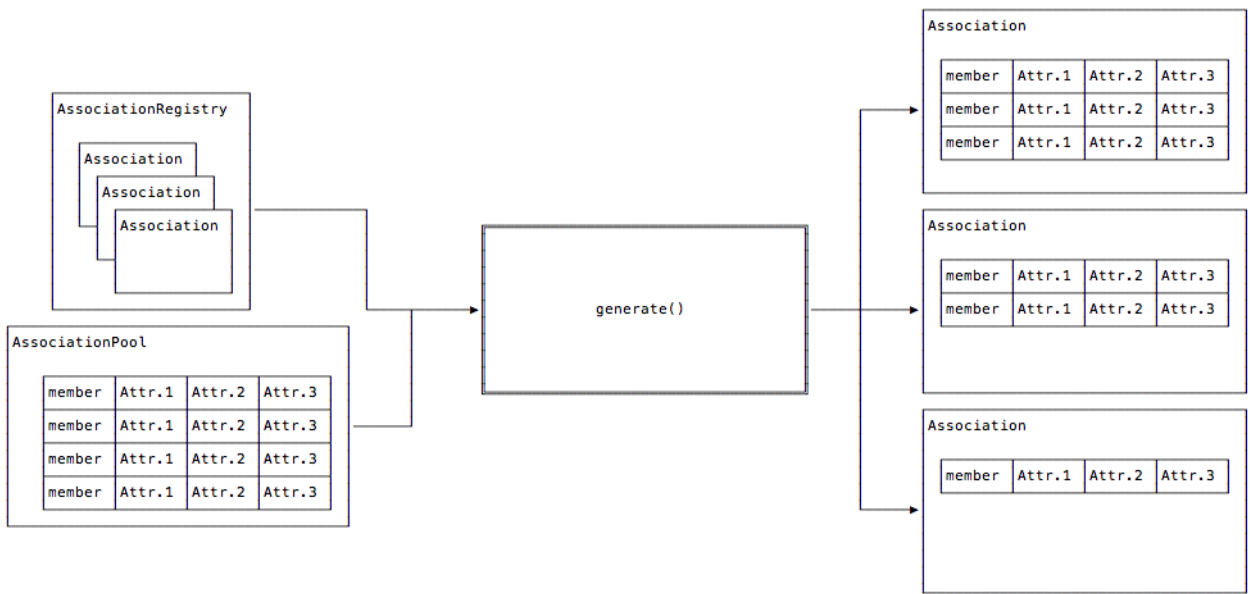 AssociationRegistry
Association
Association
Association
AssociationPool
member Attr.1 Attr.2 Attr.3
member Attr.1 Attr.2 Attr.3
member Attr.1 Attr.2 Attr.3
member Attr.1 Attr.2 Attr.3
generate()
Association
member Attr.1 Attr.2 Attr.3
member Attr.1 Attr.2 Attr.3
member Attr.1 Attr.2 Attr.3
Association
member Attr.1 Attr.2 Attr.3
member Attr.1 Attr.2 Attr.3
Association
member Attr.1 Attr.2 Attr.3